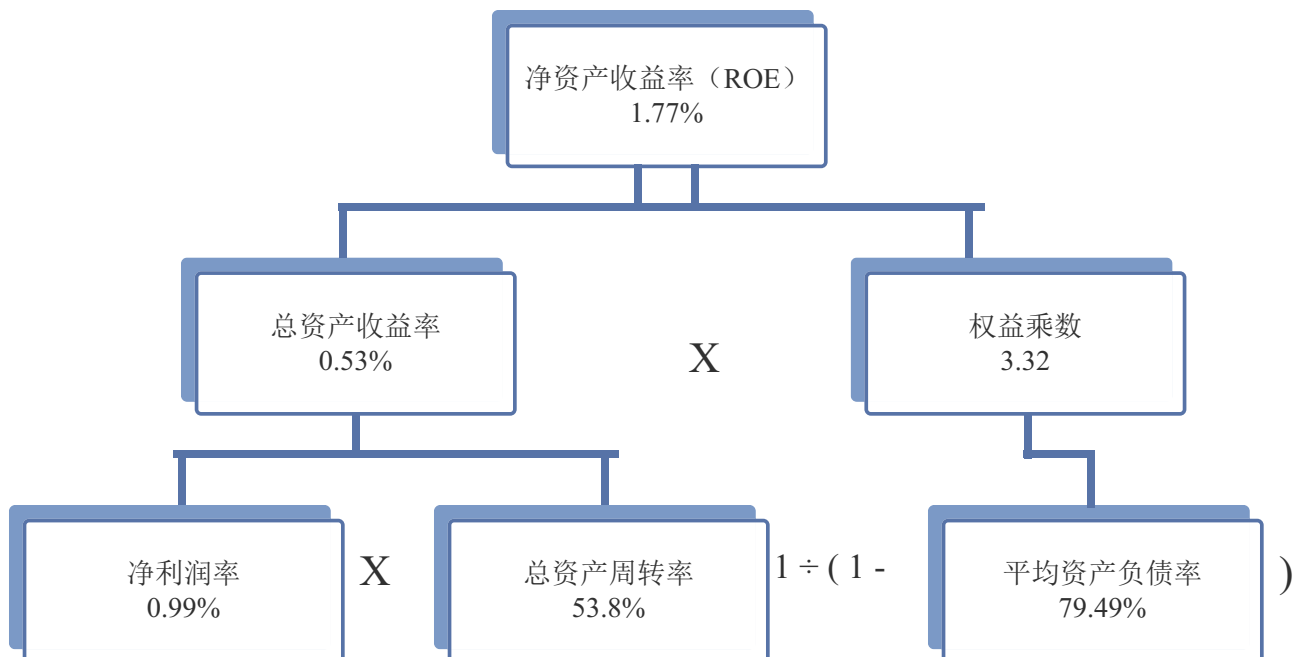 净资产收益率（ROE）
1.77%
总资产收益率
0.53%
X
权益乘数
3.32
净利润率
0.99%
X
总资产周转率
53.8%
1 ÷ ( 1 -
平均资产负债率
79.49%
)